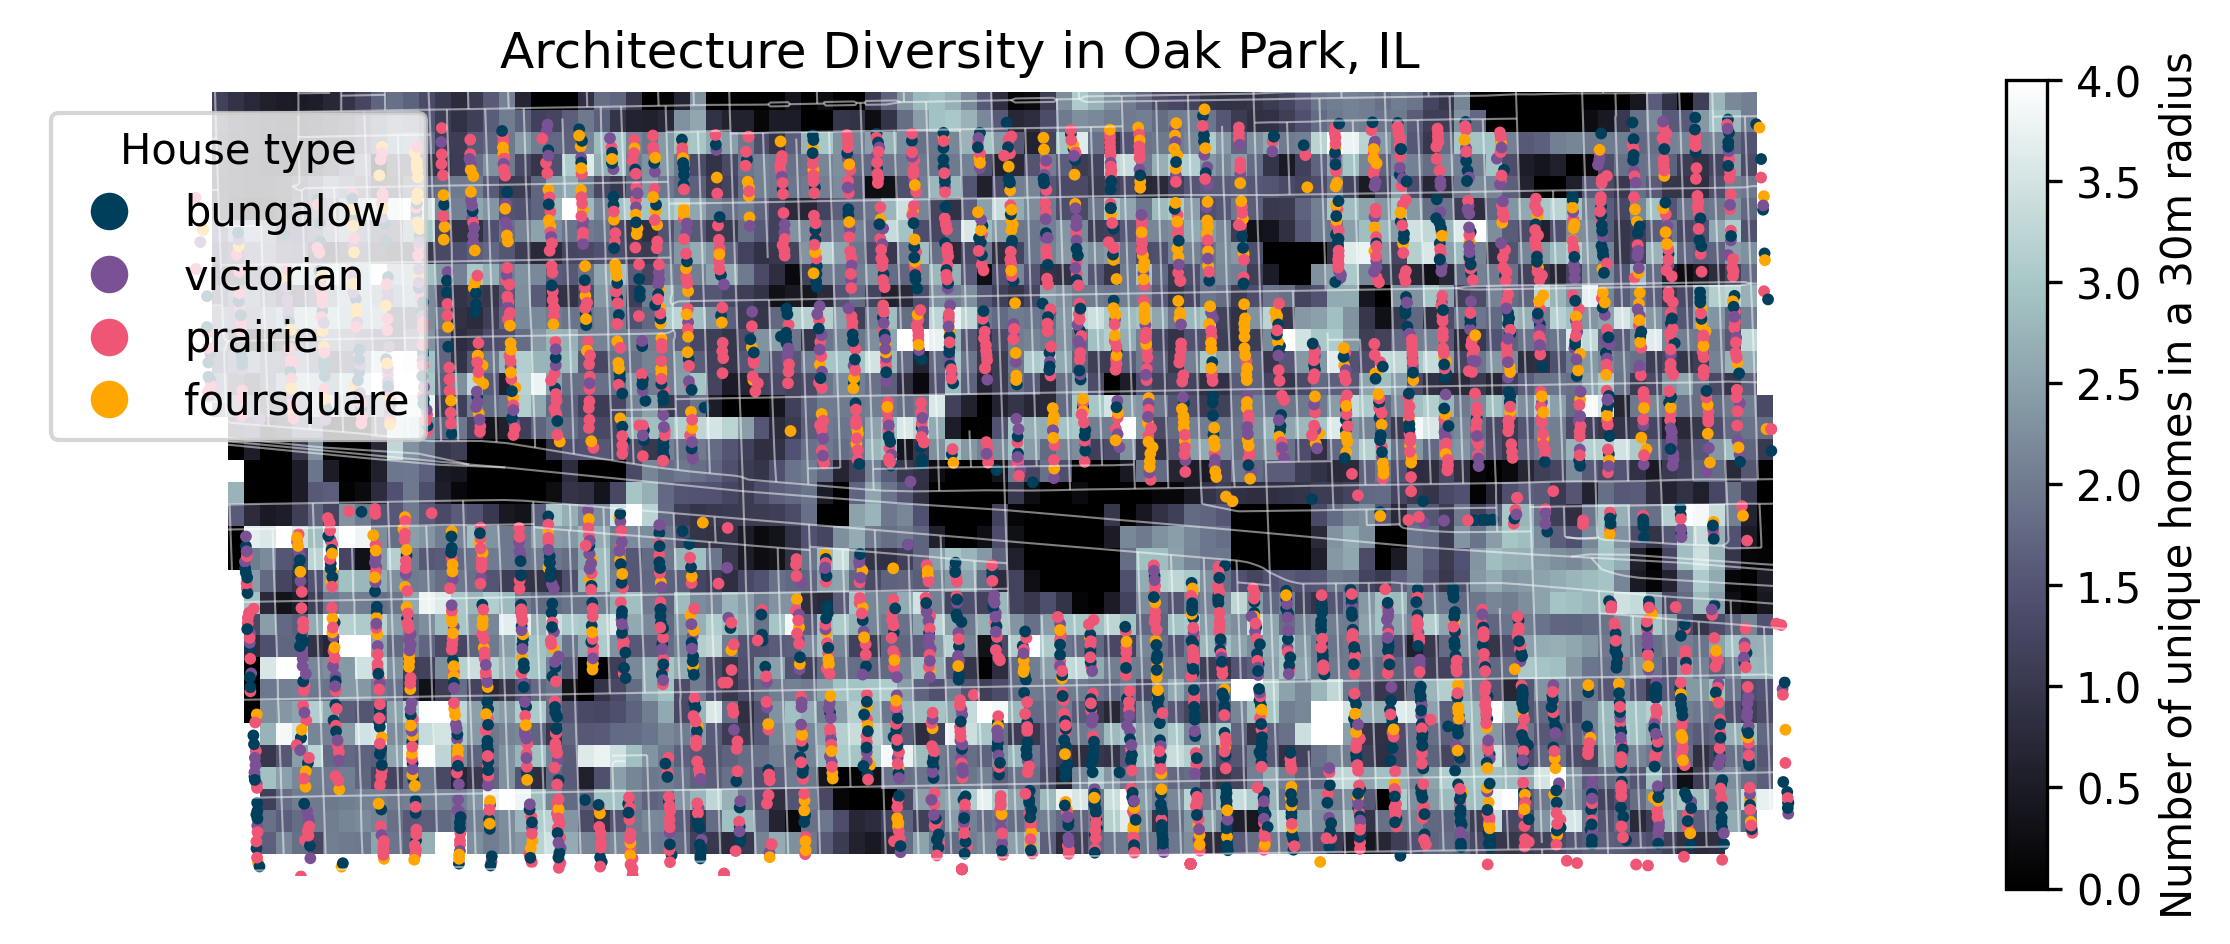 Architecture Diversity in Oak Park, IL
House type
bungalow
victorian
prairie
foursquare
4.0
3.5
3.0
2.5
2.0
1.5
1.0
0.5
0.0
Number of unique homes in a 30m radius